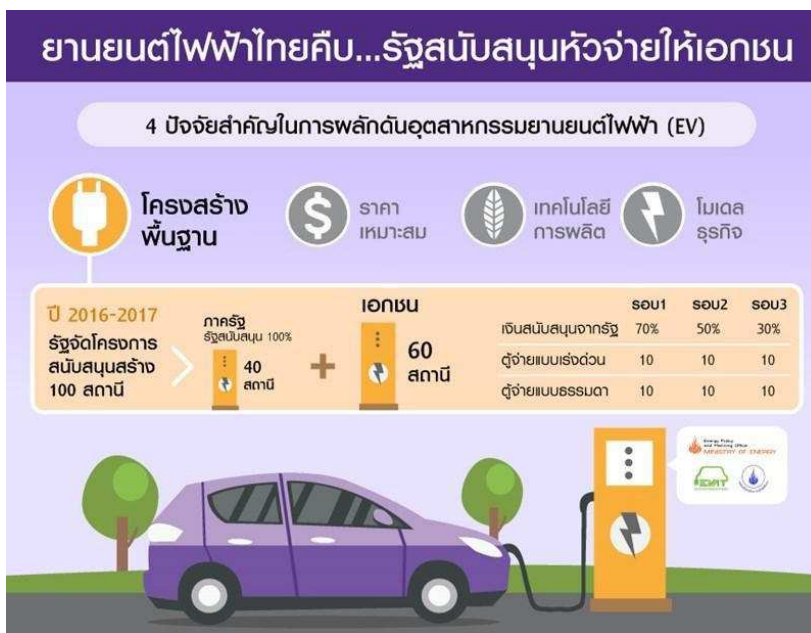 ยานยนต์ไฟฟ้าไทยคืบ...รัฐสนับสนุนหัวจ่ายให้เอกชน
4 ปัจจัยสำคัญในการผลักดันอุตสาหกรรมยานยนต์ไฟฟ้า (EV)
โครงสร้าง
พื้นฐาน
$
ราคา
เหมาะสม
เทคโนโลยี
การผลิต
โมเดล
ธุรกิจ
ปี 2016-2017
รัฐจัดโครงการ
สนับสนุนสร้าง
100 สถานี
ภาครัฐ
รัฐสนับสนุน 100%
40
สถานี
+
เอกชน
60
สถานี
รอบ1 รอบ2 รอบ3
เงินสนับสนุนจากรัฐ 70% 50% 30%
ตู้จ่ายแบบเร่งด่วน 10 10 10
ตู้จ่ายแบบธรรมดา 10 10 10
Energy Policy
and Planning Office
MINISTRY OF ENERGY
EVAT